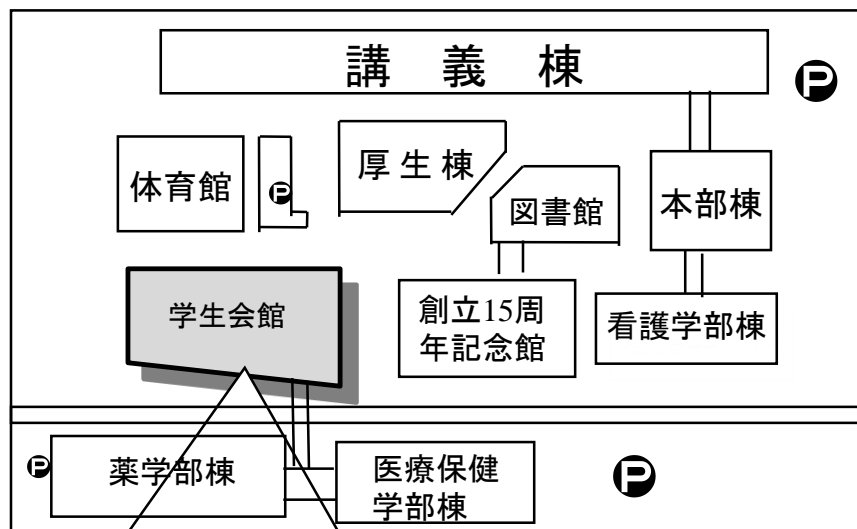 講 義 棟
P
体育館
P
厚 生 棟
図書館
本部棟
学生会館
創立15周
年記念館
看護学部棟
P
薬学部棟
医療保健
学部棟
P